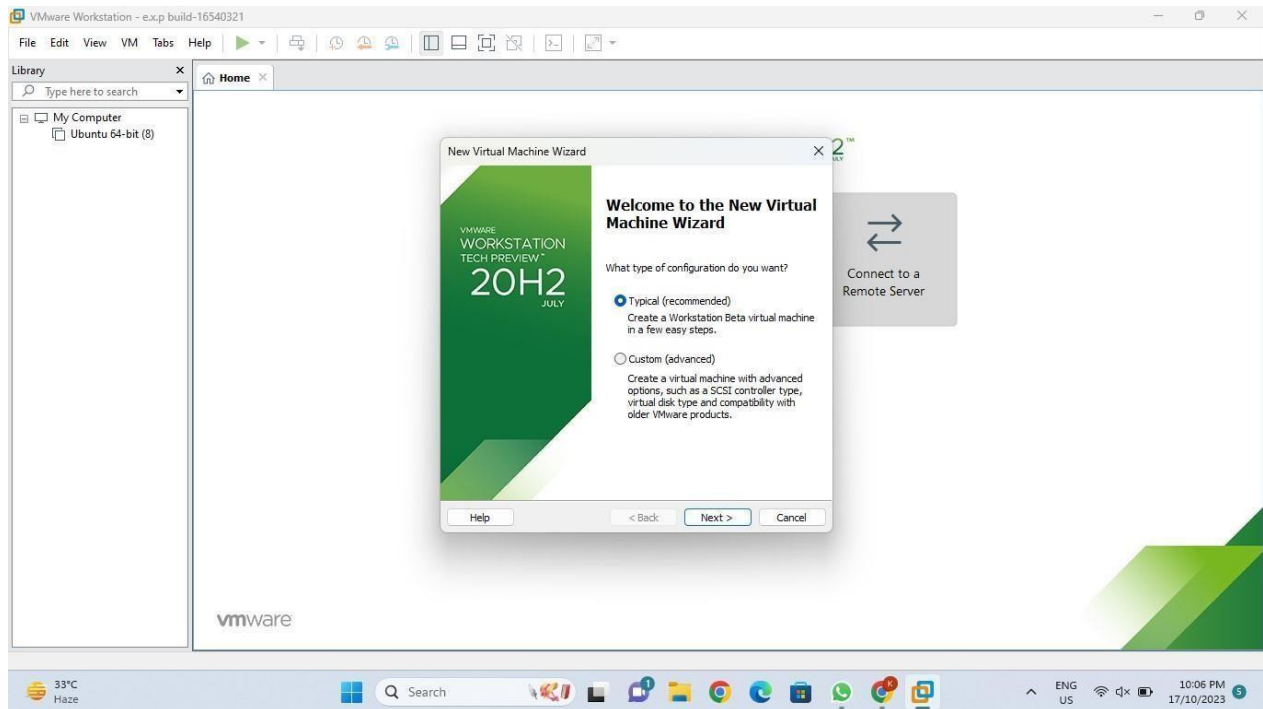 VMware Workstation - e.x.p build-16540321
File Edit View VM Tabs Help
Library
Home
Type here to search
My Computer
Ubuntu 64-bit (8)
New Virtual Machine Wizard
2™
VMWARE
WORKSTATION
TECH PREVIEW™
20H2
JULY
Welcome to the New Virtual
Machine Wizard
What type of configuration do you want?
Typical (recommended)
Create a Workstation Beta virtual machine
in a few easy steps.
Custom (advanced)
Create a virtual machine with advanced
options, such as a SCSI controller type,
virtual disk type and compatibility with
older VMware products.
Help < Back Next > Cancel
Connect to a
Remote Server
vmware
33°C
Haze
Search
1
K
ENG
US
10:06 PM
17/10/2023
5